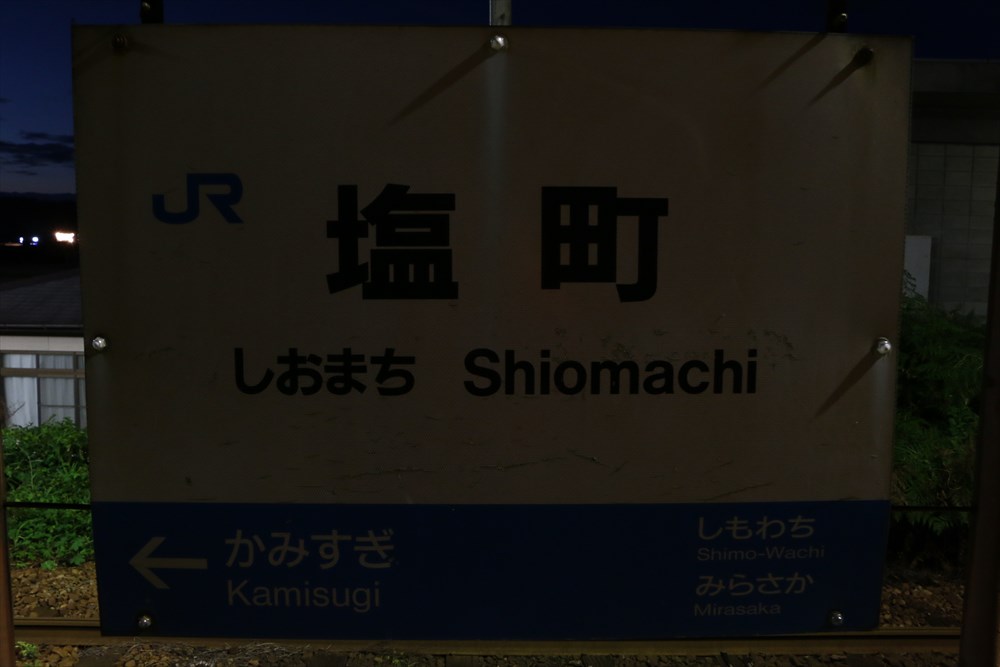 JR 塩町
しおまち Shiomachi
← かみすぎ
Kamisugi
しもわち
Shimo-Wachi
みらさか
Mirasaka